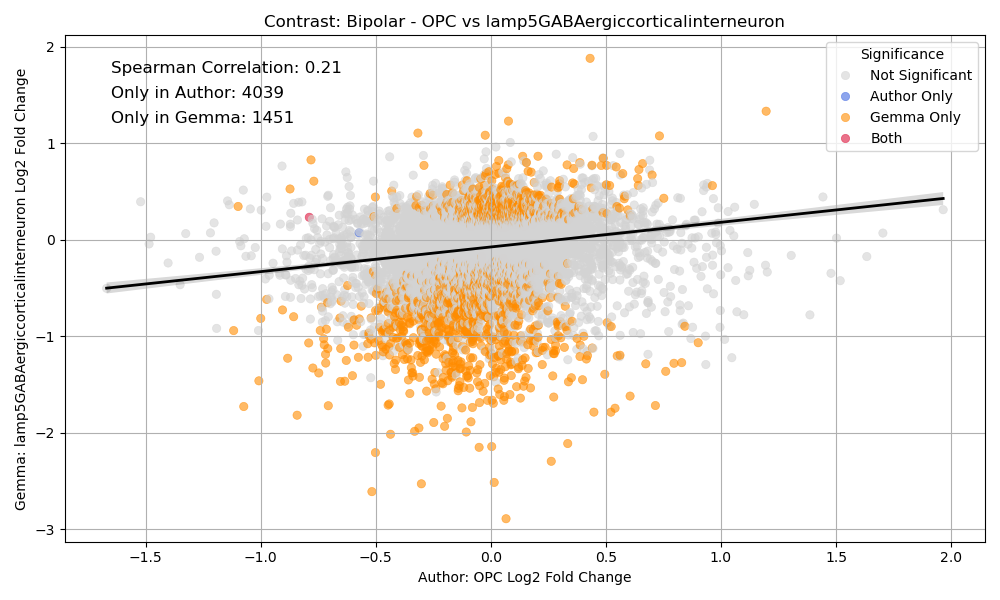 Contrast: Bipolar - OPC vs lamp5GABAergiccorticalinterneuron
Spearman Correlation: 0.21
Only in Author: 4039
Only in Gemma: 1451
Significance
Not Significant
Author Only
Gemma Only
Both
Gemma: lamp5GABAergiccorticalinterneuron Log2 Fold Change
2
1
0
−1
−2
−3
−1.5
−1.0
−0.5
0.0
0.5
1.0
1.5
2.0
Author: OPC Log2 Fold Change